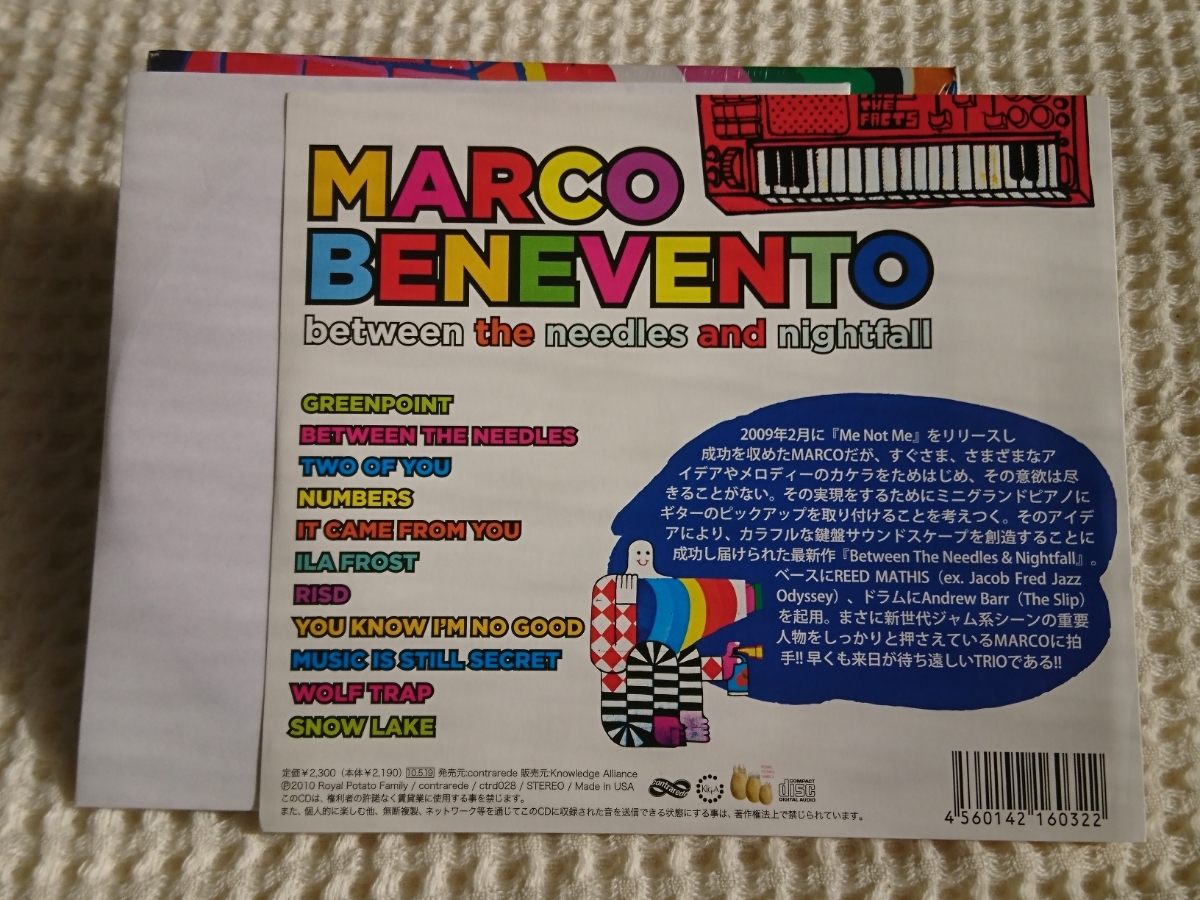 THE
FACTS
MARCO
BENEVENTO
between the needles and nightfall
GREENPOINT
BETWEEN THE NEEDLES
TWO OF YOU
NUMBERS
IT CAME FROM YOU
ILA FROST
RISD
YOU KNOW I'M NO GOOD
MUSIC IS STILL SECRET
WOLF TRAP
SNOW LAKE
2009年2月に『Me Not Me』をリリースし
成功を収めたMARCOだが、すぐさま、さまざまなア
イデアやメロディーのカケラをためはじめ、その意欲は尽
きることがない。その実現をするためにミニグランドピアノに
ギターのピックアップを取り付けることを考えつく。そのアイデ
アにより、カラフルな鍵盤サウンドスケープを創造することに
成功し届けられた最新作『Between The Needles & Nightfall』。
ベースにREED MATHIS（ex. Jacob Fred Jazz
Odyssey）、ドラムにAndrew Barr（The Slip）
を起用。まさに新世代ジャム系シーンの重要
人物をしっかりと押さえているMARCOに拍
手!! 早くも来日が待ち遠しいTRIOである!!
定価¥2,300（本体¥2,190）10.5.19 発売元:contrarede 販売元:Knowledge Alliance
℗2010 Royal Potato Family / contrarede / ctrd028 / STEREO / Made in USA
このCDは、権利者の許諾なく賃貸業に使用する事を禁じます。
また、個人的に楽しむ他、無断複製、ネットワーク等を通じてこのCDに収録された音を送信できる状態にする事は、著作権法上で禁じられています。
contrarede
COMPACT
disc
DIGITAL AUDIO
4 560142 160322